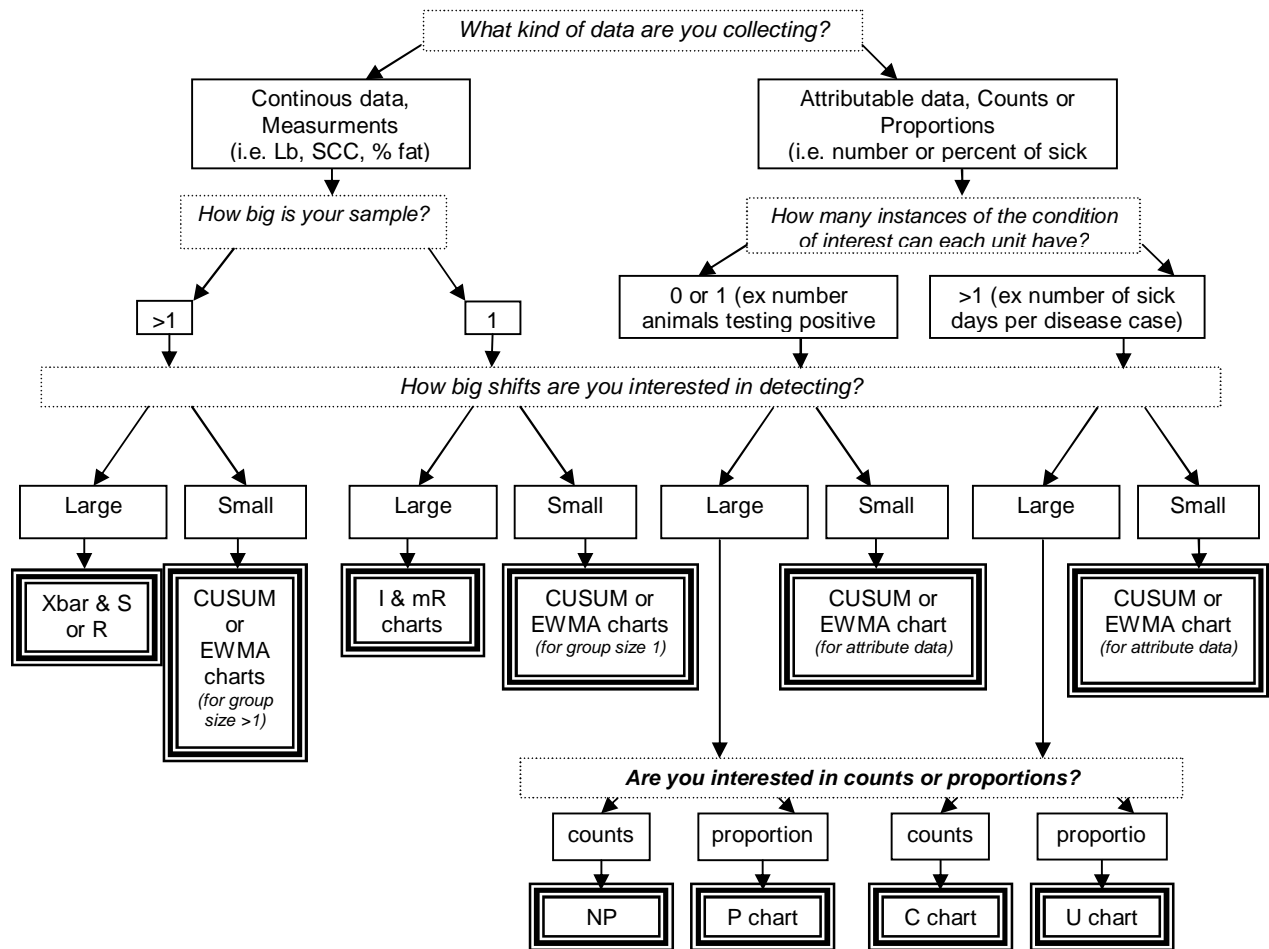 What kind of data are you collecting?
Continous data,
Measurments
(i.e. Lb, SCC, % fat)
Attributable data, Counts or
Proportions
(i.e. number or percent of sick
How big is your sample?
How many instances of the condition
of interest can each unit have?
>1
1
0 or 1 (ex number
animals testing positive
>1 (ex number of sick
days per disease case)
How big shifts are you interested in detecting?
Large
Small
Large
Small
Large
Small
Large
Small
Xbar & S
or R
CUSUM
or
EWMA
charts
(for group
size >1)
I & mR
charts
CUSUM or
EWMA charts
(for group size 1)
CUSUM or
EWMA chart
(for attribute data)
CUSUM or
EWMA chart
(for attribute data)
Are you interested in counts or proportions?
counts
proportion
counts
proportio
NP
P chart
C chart
U chart